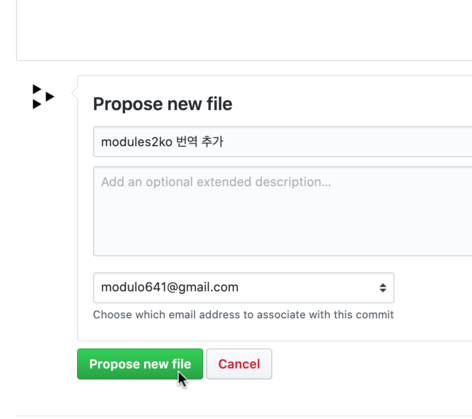 Propose new file
modules2ko 번역 추가
Add an optional extended description...
modulo641@gmail.com
Choose which email address to associate with this commit
Propose new file
Cancel